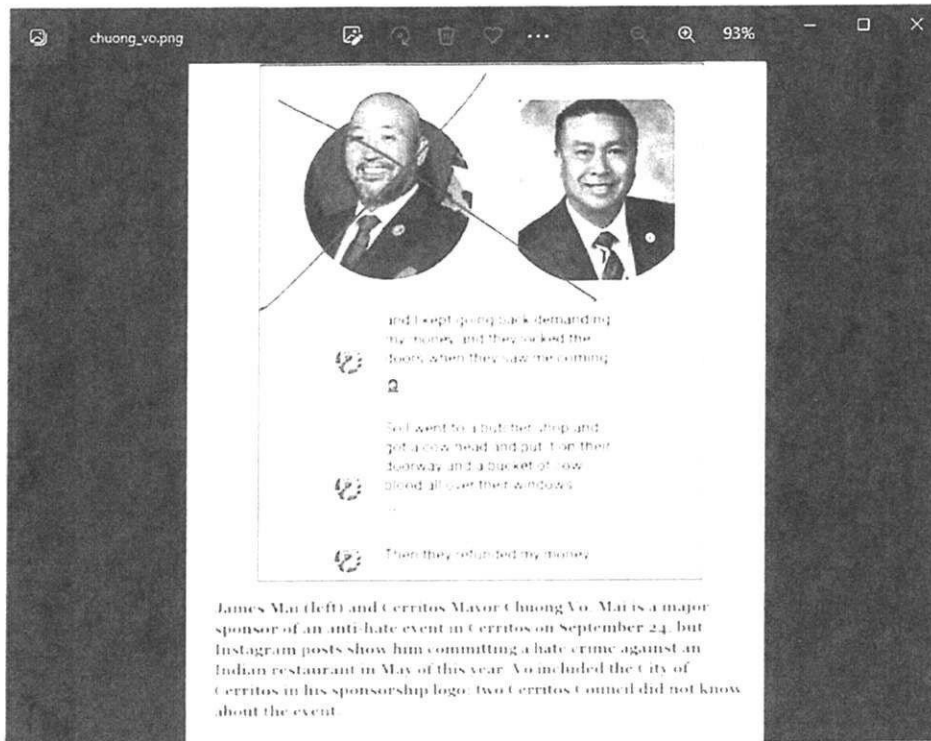 chuong_vo.png
93%
and I kept going back demanding
my money and they locked the
doors when they saw me coming
So I went to a butcher shop and
got a cow head and put it on their
doorway and a bucket of cow
blood all over their windows
Then they refunded my money
James Mai (left) and Cerritos Mayor Chuong Vo. Mai is a major
sponsor of an anti-hate event in Cerritos on September 24, but
Instagram posts show him committing a hate crime against an
Indian restaurant in May of this year. Vo included the City of
Cerritos in his sponsorship logo; two Cerritos Council did not know
about the event.